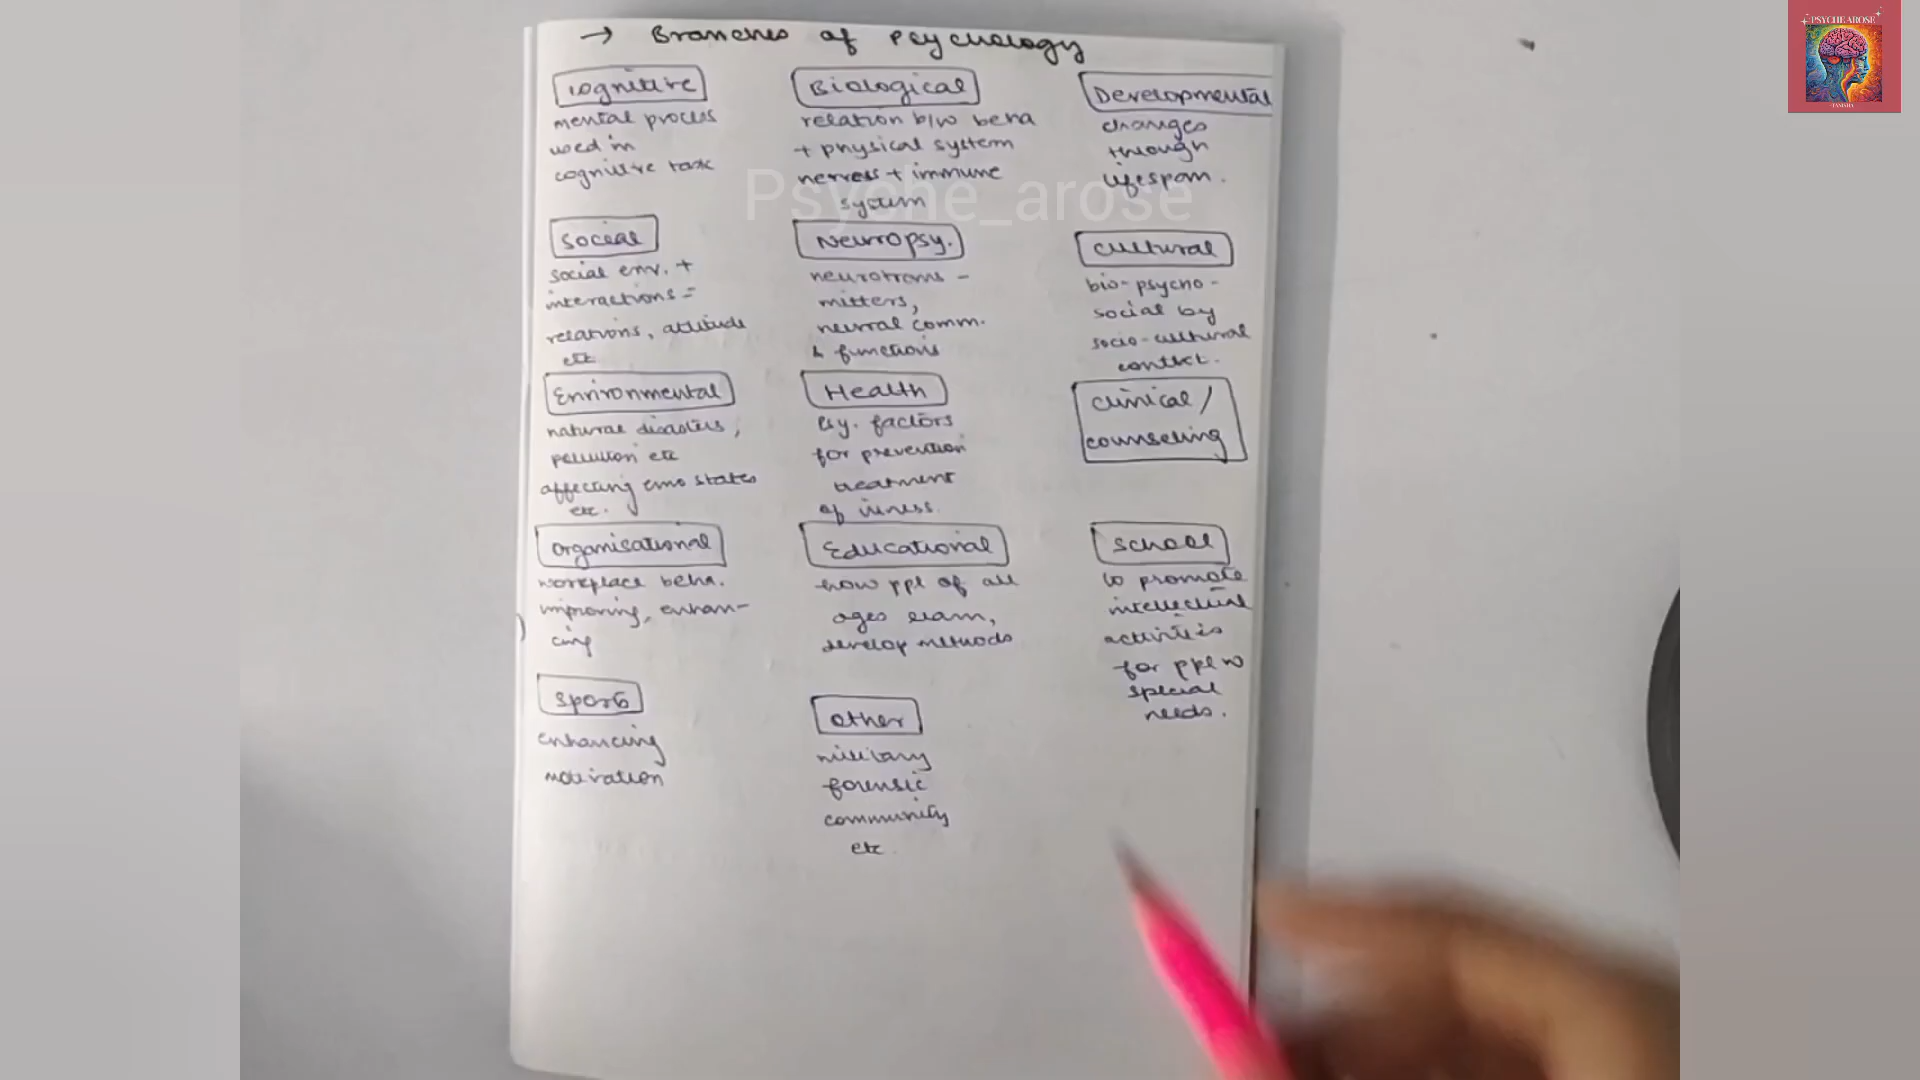 → Branches of Psychology
Cognitive
mental process
used in
cognitive task
Biological
relation b/w beha
+ physical system
nerves + immune
system
Developmental
changes
through
lifespan.
Social
social env. +
interactions =
relations, attitude
etc
Neuropsy.
neurotrans-
mitters,
neural comm.
& functions
Cultural
bio-psycho-
social by
socio-cultural
context.
Environmental
natural disasters,
pollution etc
affecting emo states
etc.
Health
Psy. factors
for prevention
treatment
of illness.
Clinical /
counseling
Organisational
workplace beha.
improving, enhan-
cing
Educational
how ppl of all
ages
develop methods
School
to promote
intellectual
activities
for ppl w
special
needs.
Sports
enhancing
motivation
Other
military
forensic
community
etc.
Psyche_arose
PSYCHE AROSE
-TANISHA